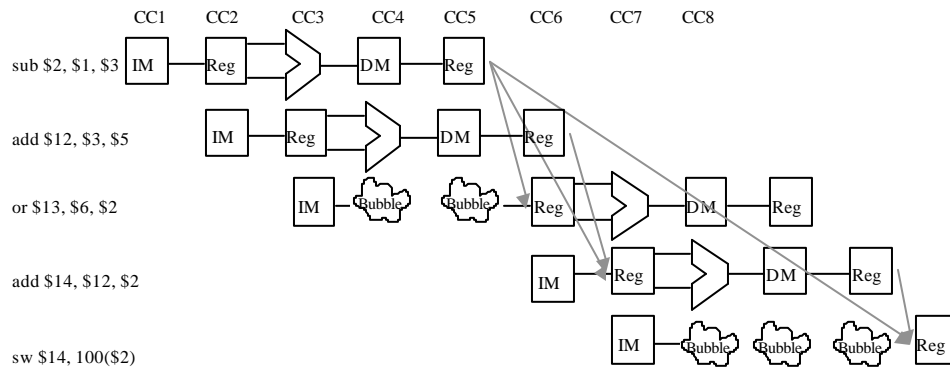 CC1 CC2 CC3 CC4 CC5 CC6 CC7 CC8
sub $2, $1, $3 IM Reg DM Reg
add $12, $3, $5 IM Reg DM Reg
or $13, $6, $2 IM Bubble Bubble Reg DM Reg
add $14, $12, $2 IM Reg DM Reg
sw $14, 100($2) IM Bubble Bubble Bubble Reg